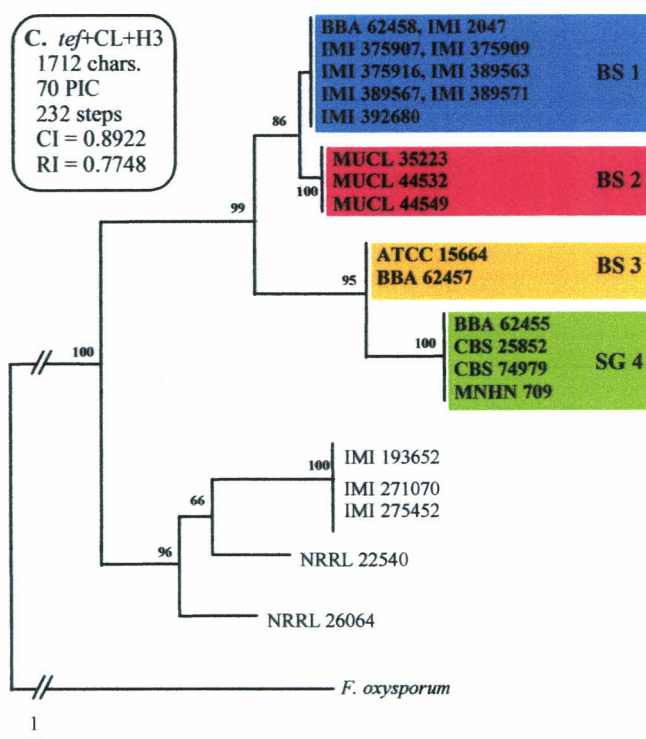 C. tef+CL+H3
1712 chars.
70 PIC
232 steps
CI = 0.8922
RI = 0.7748
BBA 62458, IMI 2047
IMI 375907, IMI 375909
IMI 375916, IMI 389563
IMI 389567, IMI 389571
IMI 392680
BS 1
86
MUCL 35223
MUCL 44532
MUCL 44549
BS 2
100
99
ATCC 15664
BBA 62457
BS 3
95
BBA 62455
CBS 25852
CBS 74979
MNHN 709
SG 4
100
100
IMI 193652
IMI 271070
IMI 275452
100
66
NRRL 22540
96
NRRL 26064
F. oxysporum
1